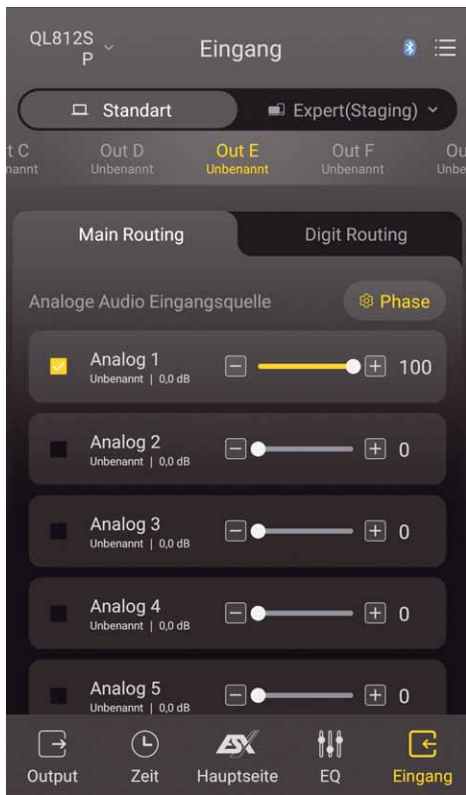 QL812S
P
Eingang
Standart
Expert(Staging)
t C
nannt
Out D
Unbenannt
Out E
Unbenannt
Out F
Unbenannt
Ou
Unbe
Main Routing
Digit Routing
Analoge Audio Eingangsquelle
Phase
Analog 1
Unbenannt | 0,0 dB
100
Analog 2
Unbenannt | 0,0 dB
0
Analog 3
Unbenannt | 0,0 dB
0
Analog 4
Unbenannt | 0,0 dB
0
Analog 5
Unbenannt | 0,0 dB
0
Output
Zeit
ESX
Hauptseite
EQ
Eingang